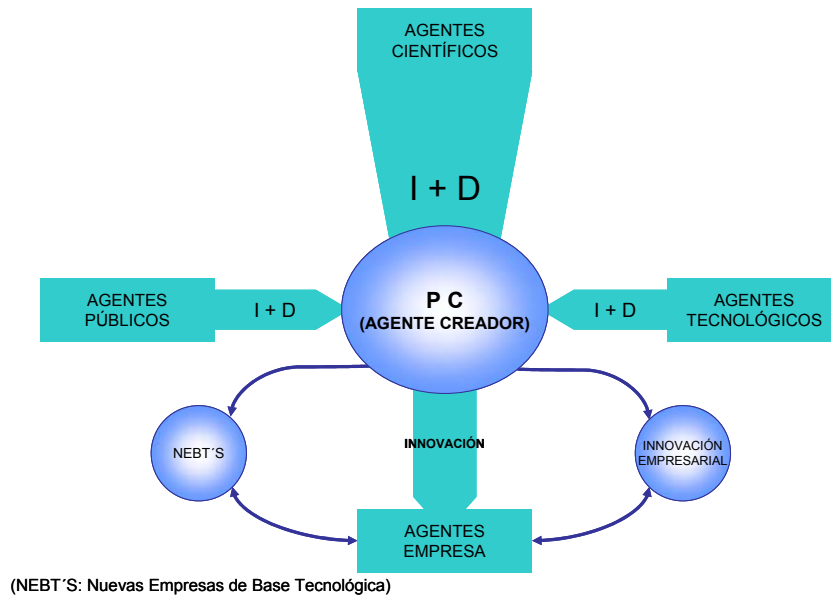 AGENTES
CIENTÍFICOS
I + D
AGENTES
PÚBLICOS
I + D
P C
(AGENTE CREADOR)
I + D
AGENTES
TECNOLÓGICOS
NEBT´S
INNOVACIÓN
INNOVACIÓN
EMPRESARIAL
AGENTES
EMPRESA
(NEBT´S: Nuevas Empresas de Base Tecnológica)